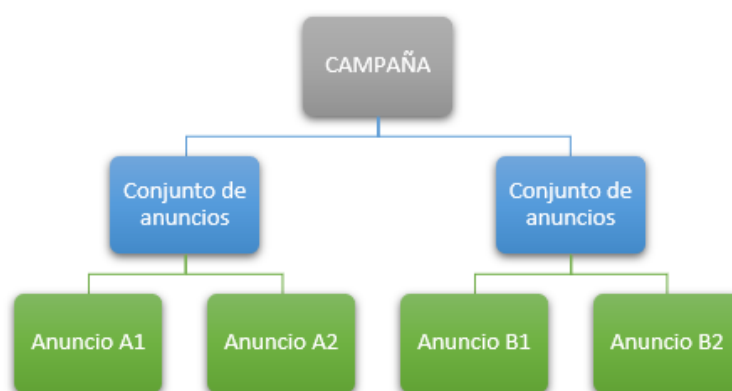 CAMPAÑA
Conjunto de
anuncios
Conjunto de
anuncios
Anuncio A1
Anuncio A2
Anuncio B1
Anuncio B2